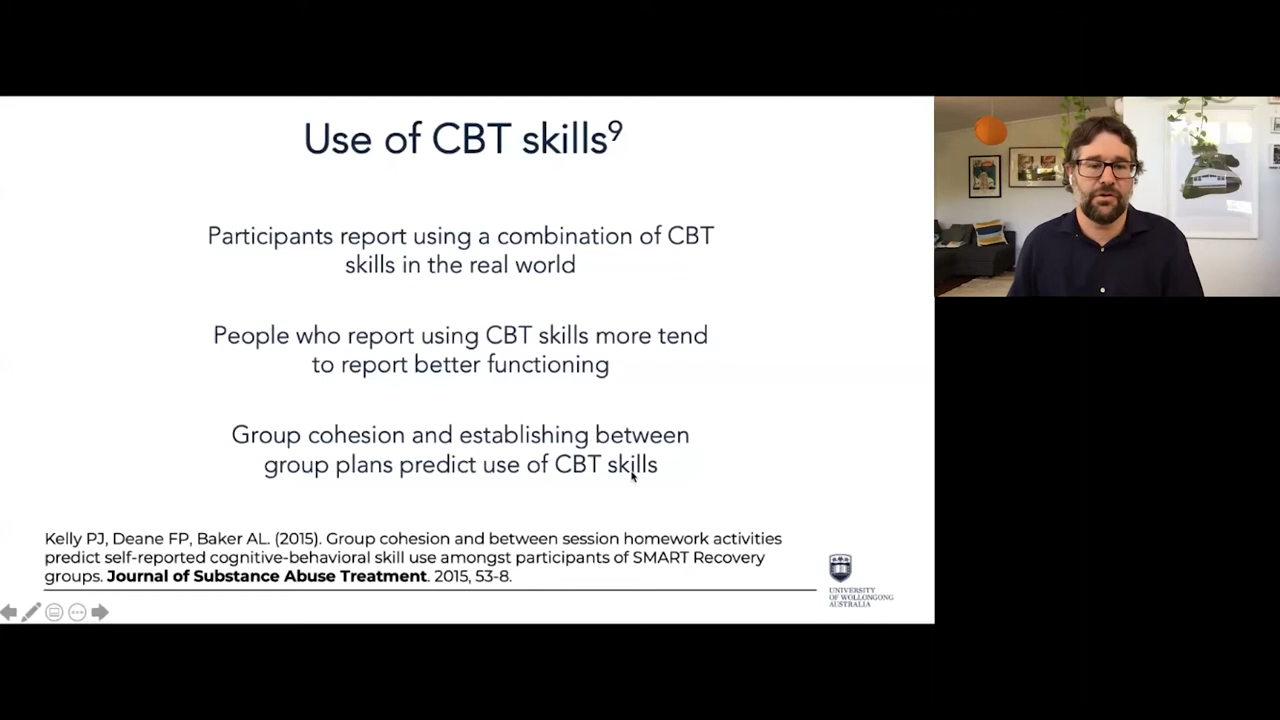 Use of CBT skills⁹
Participants report using a combination of CBT
skills in the real world
People who report using CBT skills more tend
to report better functioning
Group cohesion and establishing between
group plans predict use of CBT skills
Kelly PJ, Deane FP, Baker AL. (2015). Group cohesion and between session homework activities
predict self-reported cognitive-behavioral skill use amongst participants of SMART Recovery
groups. Journal of Substance Abuse Treatment. 2015, 53-8.
UNIVERSITY
OF WOLLONGONG
AUSTRALIA